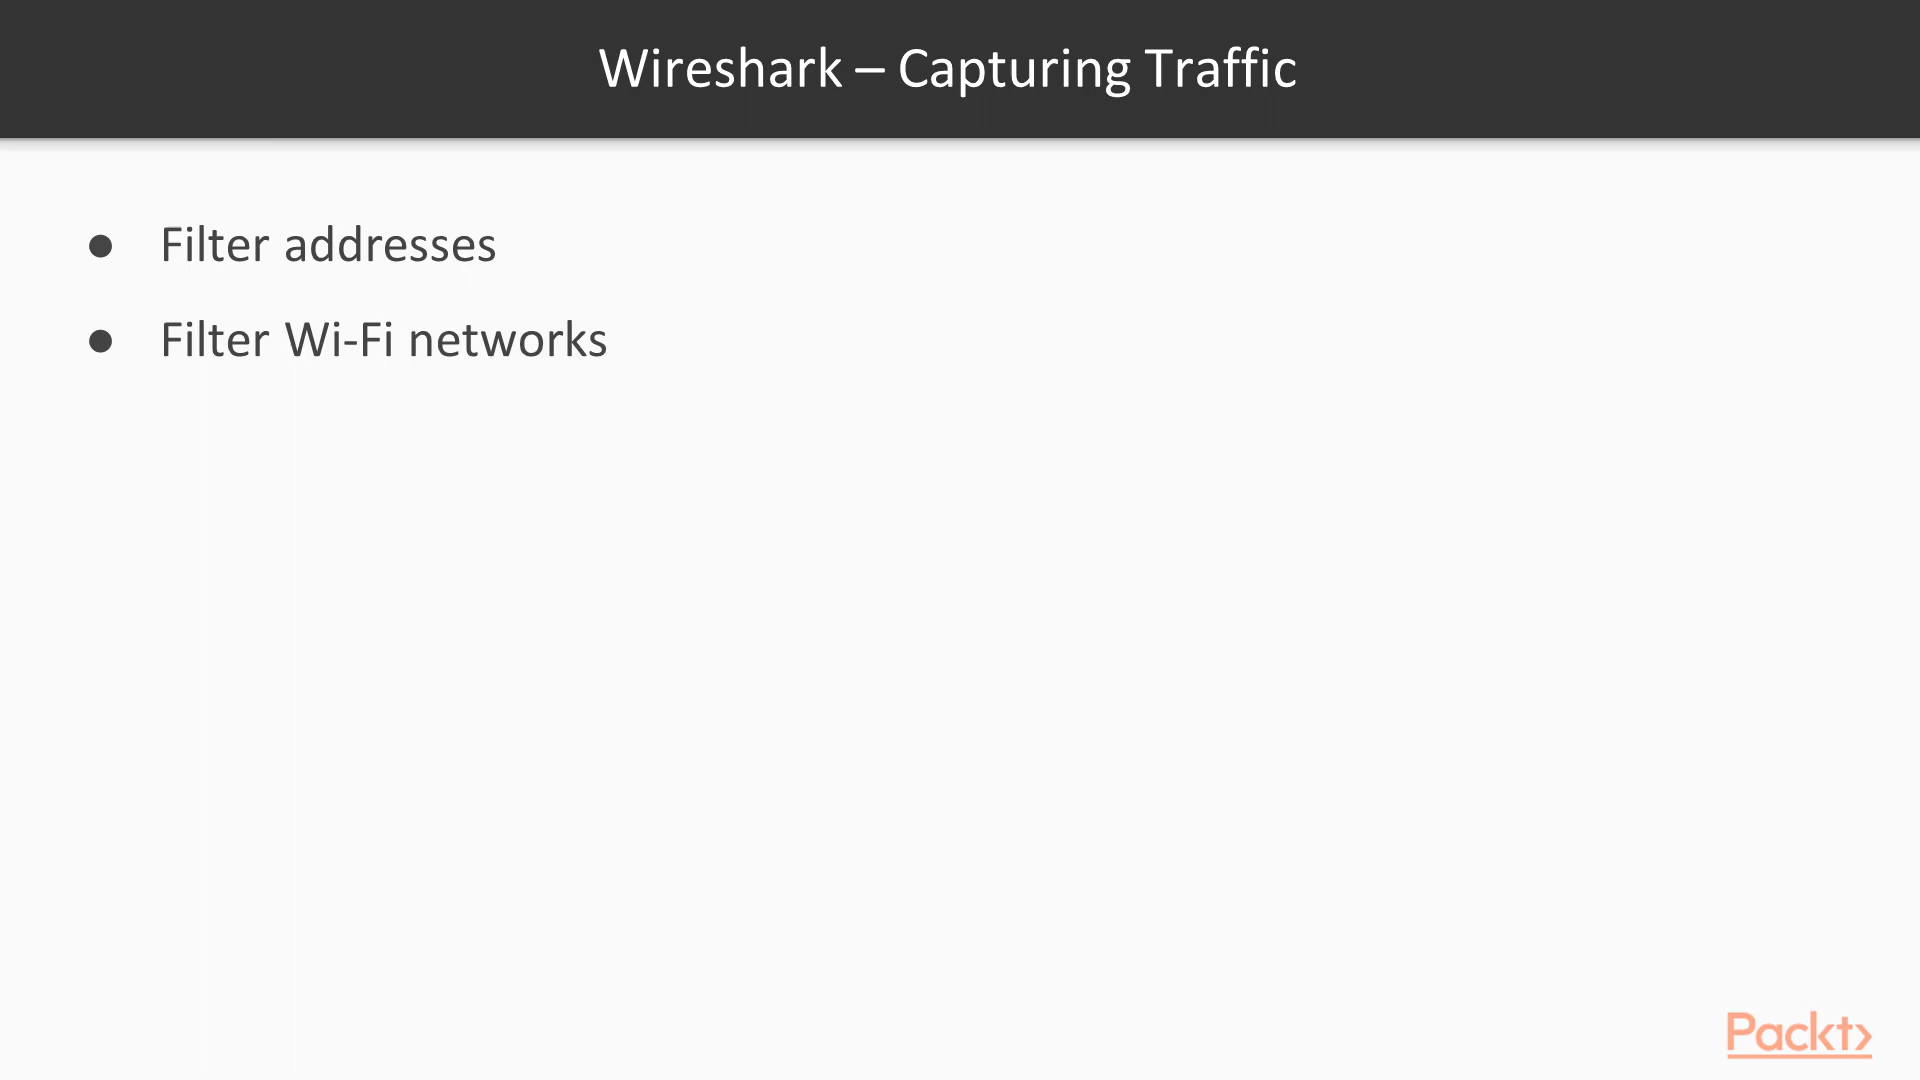 Wireshark – Capturing Traffic
● Filter addresses
● Filter Wi-Fi networks
Packt>